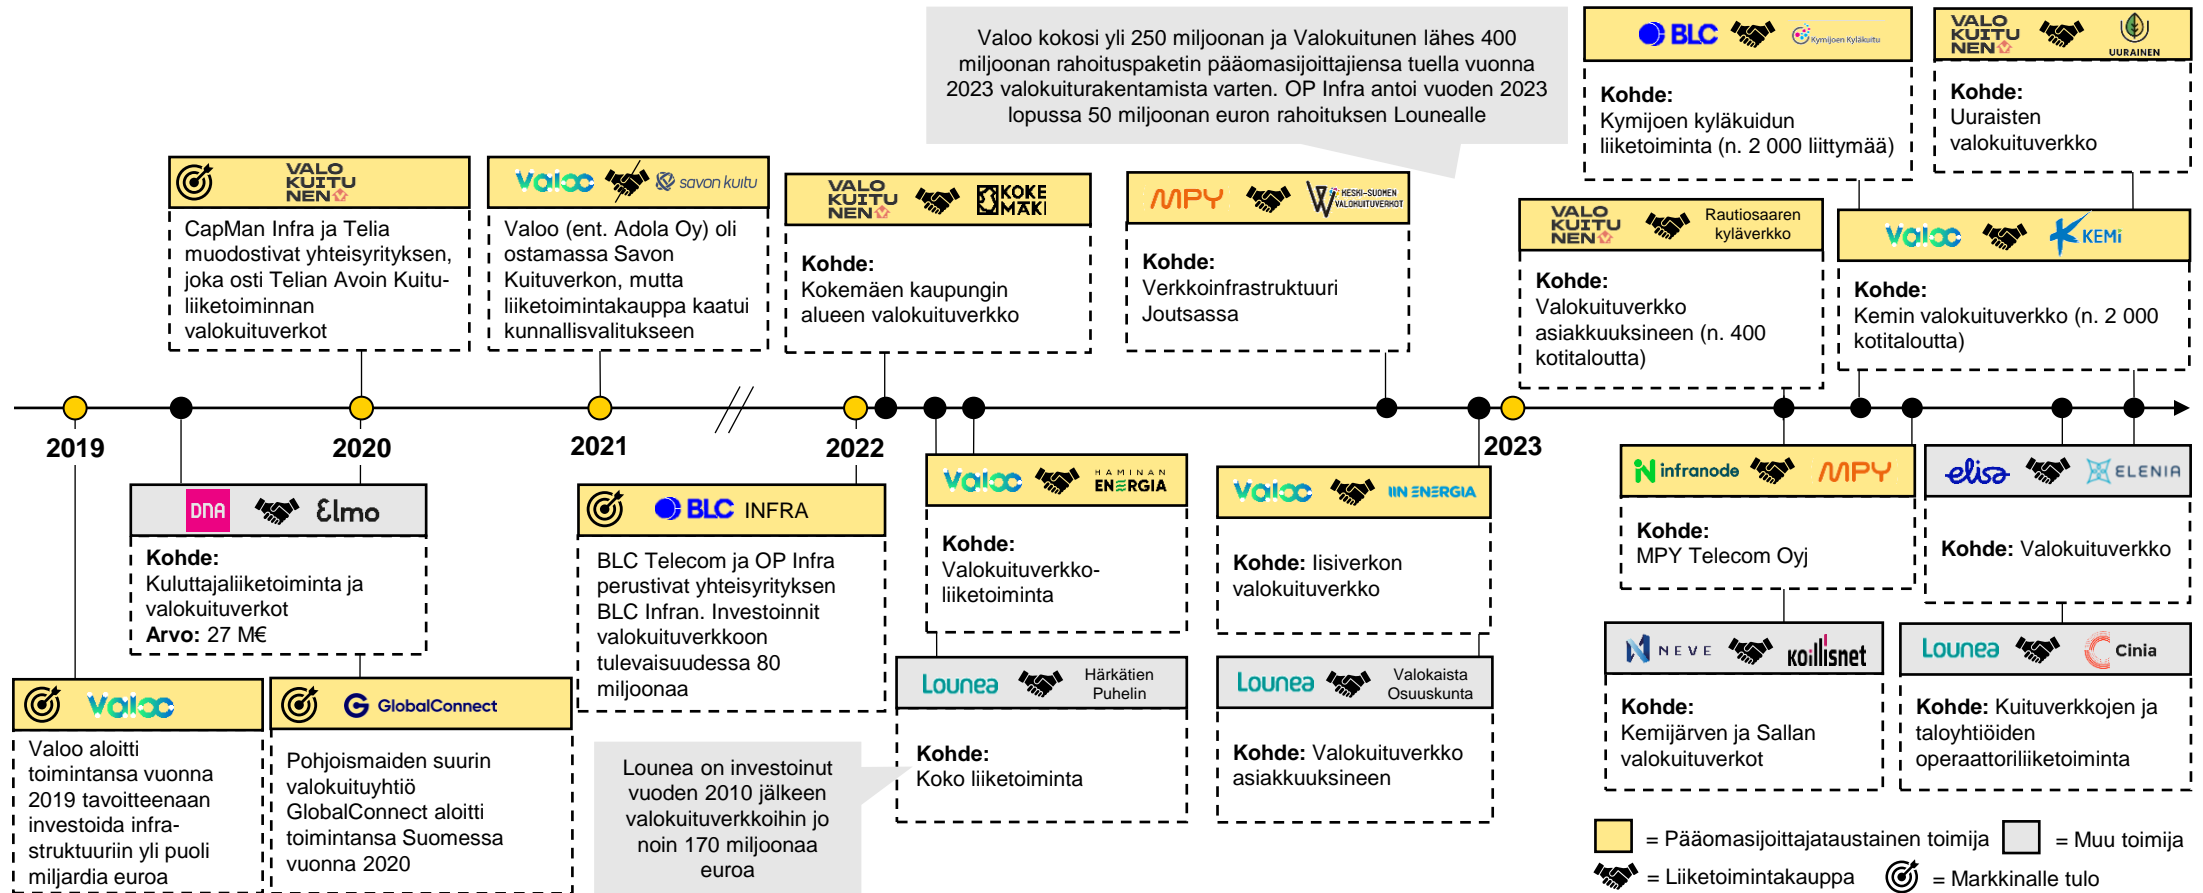 Valoo kokosi yli 250 miljoonan ja Valokuitunen lähes 400
miljoonan rahoituspaketin pääomasijoittajiensa tuella vuonna
2023 valokuiturakentamista varten. OP Infra antoi vuoden 2023
lopussa 50 miljoonan euron rahoituksen Lounealle
BLC
Kymijoen Kyläkuitu
Kohde:
Kymijoen kyläkuidun
liiketoiminta (n. 2 000 liittymää)
VALO
KUITU
NEN
UURAINEN
Kohde:
Uuraisten
valokuituverkko
VALO
KUITU
NEN
CapMan Infra ja Telia
muodostivat yhteisyrityksen,
joka osti Telian Avoin Kuitu-
liiketoiminnan
valokuituverkot
Valoo
savon kuitu
Valoo (ent. Adola Oy) oli
ostamassa Savon
Kuituverkon, mutta
liiketoimintakauppa kaatui
kunnallisvalitukseen
VALO
KUITU
NEN
KOKE
MÄKI
Kohde:
Kokemäen kaupungin
alueen valokuituverkko
MPY
KESKI-SUOMEN
VALOKUITUVERKOT
Kohde:
Verkkoinfrastruktuuri
Joutsassa
VALO
KUITU
NEN
Rautiosaaren
kyläverkko
Kohde:
Valokuituverkko
asiakkuuksineen (n. 400
kotitaloutta)
Valoo
KEMi
Kohde:
Kemin valokuituverkko (n. 2 000
kotitaloutta)
2019
2020
2021
2022
2023
DNA
elmo
Kohde:
Kuluttajaliiketoiminta ja
valokuituverkot
Arvo: 27 M€
Valoo
Valoo aloitti
toimintansa vuonna
2019 tavoitteenaan
investoida infra-
struktuuriin yli puoli
miljardia euroa
GlobalConnect
Pohjoismaiden suurin
valokuituyhtiö
GlobalConnect aloitti
toimintansa Suomessa
vuonna 2020
BLC INFRA
BLC Telecom ja OP Infra
perustivat yhteisyrityksen
BLC Infran. Investoinnit
valokuituverkkoon
tulevaisuudessa 80
miljoonaa
Lounea on investoinut
vuoden 2010 jälkeen
valokuituverkkoihin jo
noin 170 miljoonaa
euroa
Valoo
HAMINAN
ENERGIA
Kohde:
Valokuituverkko-
liiketoiminta
Lounea
Härkätien
Puhelin
Kohde:
Koko liiketoiminta
Valoo
IIN ENERGIA
Kohde: Iisiverkon
valokuituverkko
Lounea
Valokaista
Osuuskunta
Kohde: Valokuituverkko
asiakkuuksineen
infranode
MPY
Kohde:
MPY Telecom Oyj
elisa
ELENIA
Kohde: Valokuituverkko
NEVE
koillisnet
Kohde:
Kemijärven ja Sallan
valokuituverkot
Lounea
Cinia
Kohde: Kuituverkkojen ja
taloyhtiöiden
operaattoriliiketoiminta
= Pääomasijoittajataustainen toimija
= Muu toimija
= Liiketoimintakauppa
= Markkinalle tulo